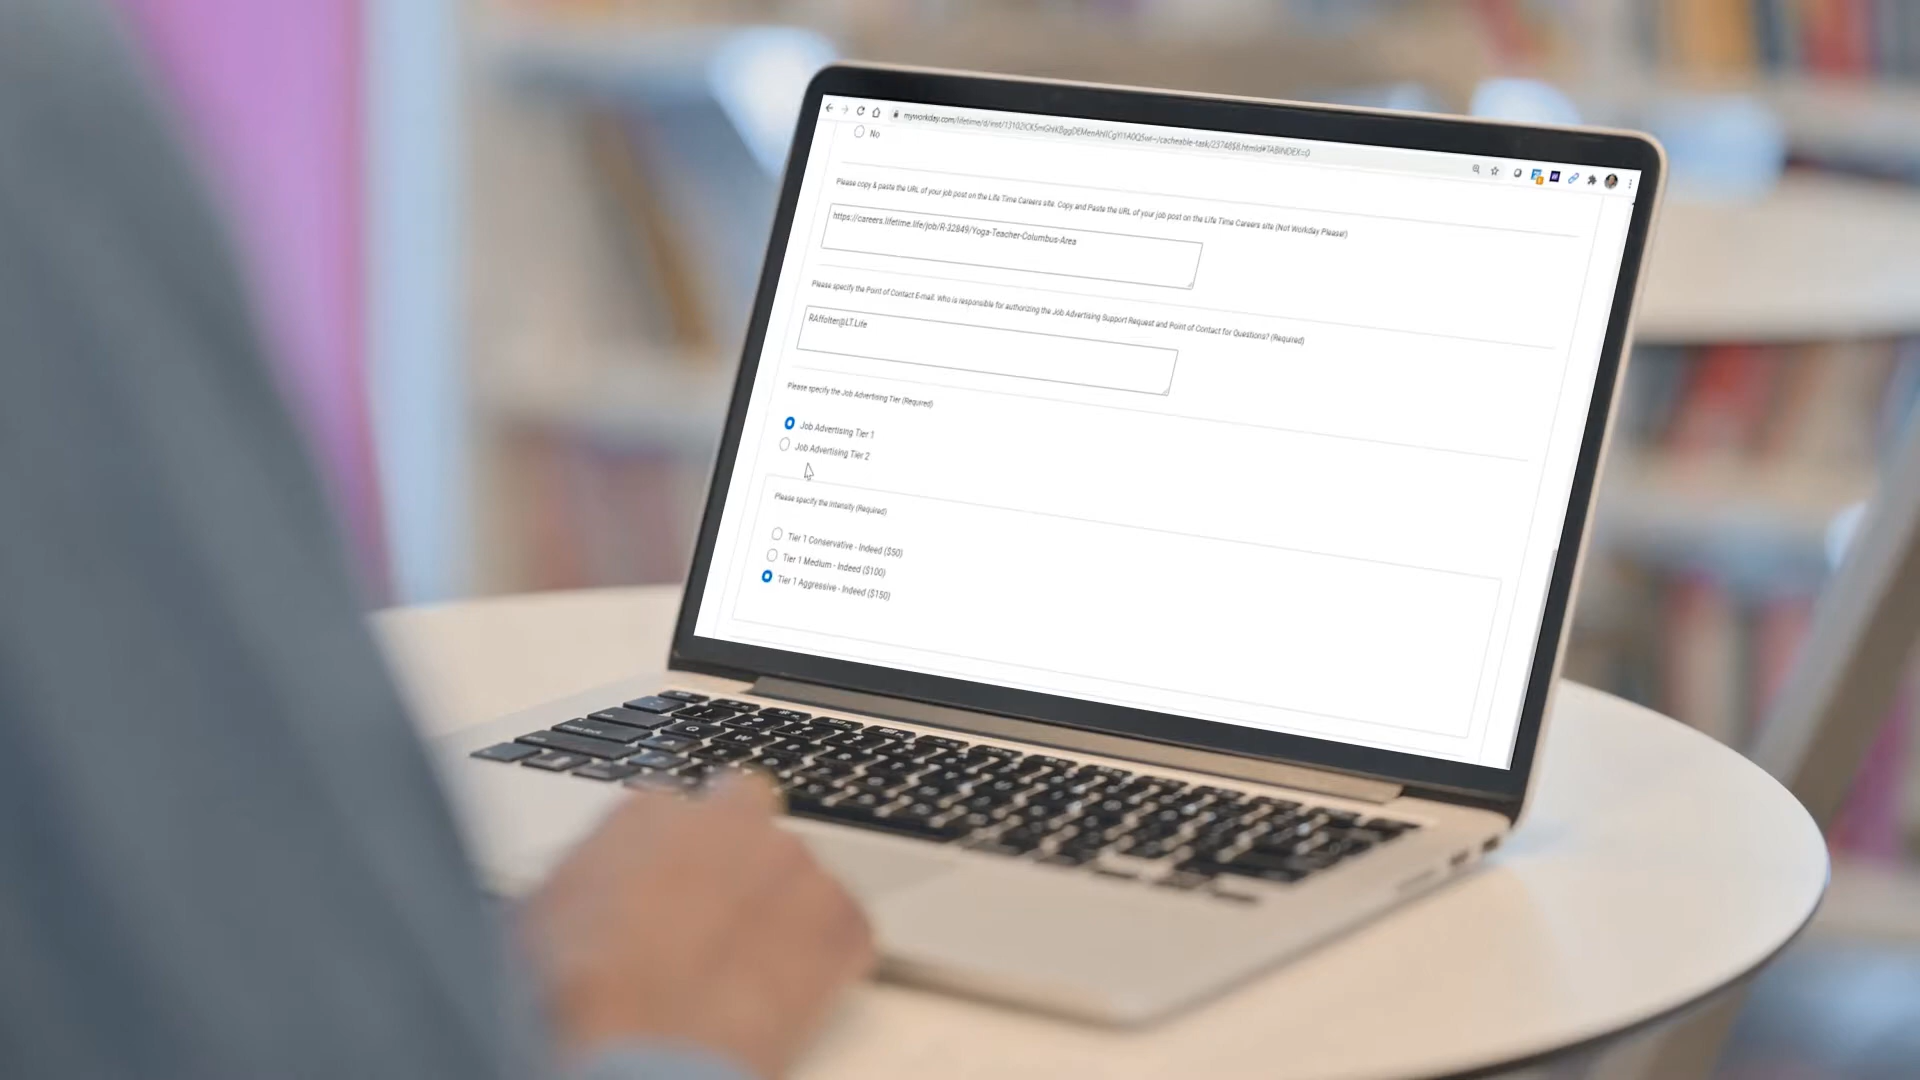 No
Please copy & paste the URL of your job post on the Life Time Careers site. Copy and Paste the URL of your job post on the Life Time Careers site (Not Workday Please!)
https://careers.lifetime.life/job/R-32849/Yoga-Teacher-Columbus-Area
Please specify the Point of Contact E-mail. Who is responsible for authorizing the Job Advertising Support Request and Point of Contact for Questions? (Required)
RAffolter@LT.Life
Please specify the Job Advertising Tier (Required)
Job Advertising Tier 1
Job Advertising Tier 2
Please specify the Intensity (Required)
Tier 1 Conservative - Indeed ($50)
Tier 1 Medium - Indeed ($100)
Tier 1 Aggressive - Indeed ($150)